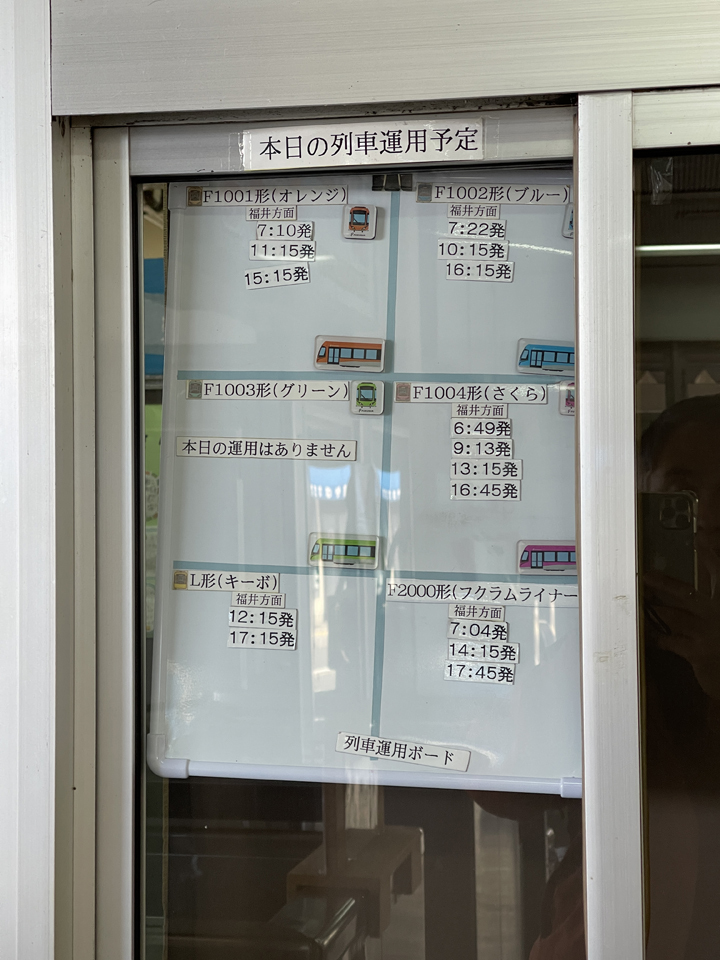 本日の列車運用予定
F1001形(オレンジ)
福井方面
7:10発
11:15発
15:15発
F1002形(ブルー)
福井方面
7:22発
10:15発
16:15発
F1003形(グリーン)
本日の運用はありません
F1004形(さくら)
福井方面
6:49発
9:13発
13:15発
16:45発
L形(キーボ)
福井方面
12:15発
17:15発
F2000形(フクラムライナー
福井方面
7:04発
14:15発
17:45発
列車運用ボード